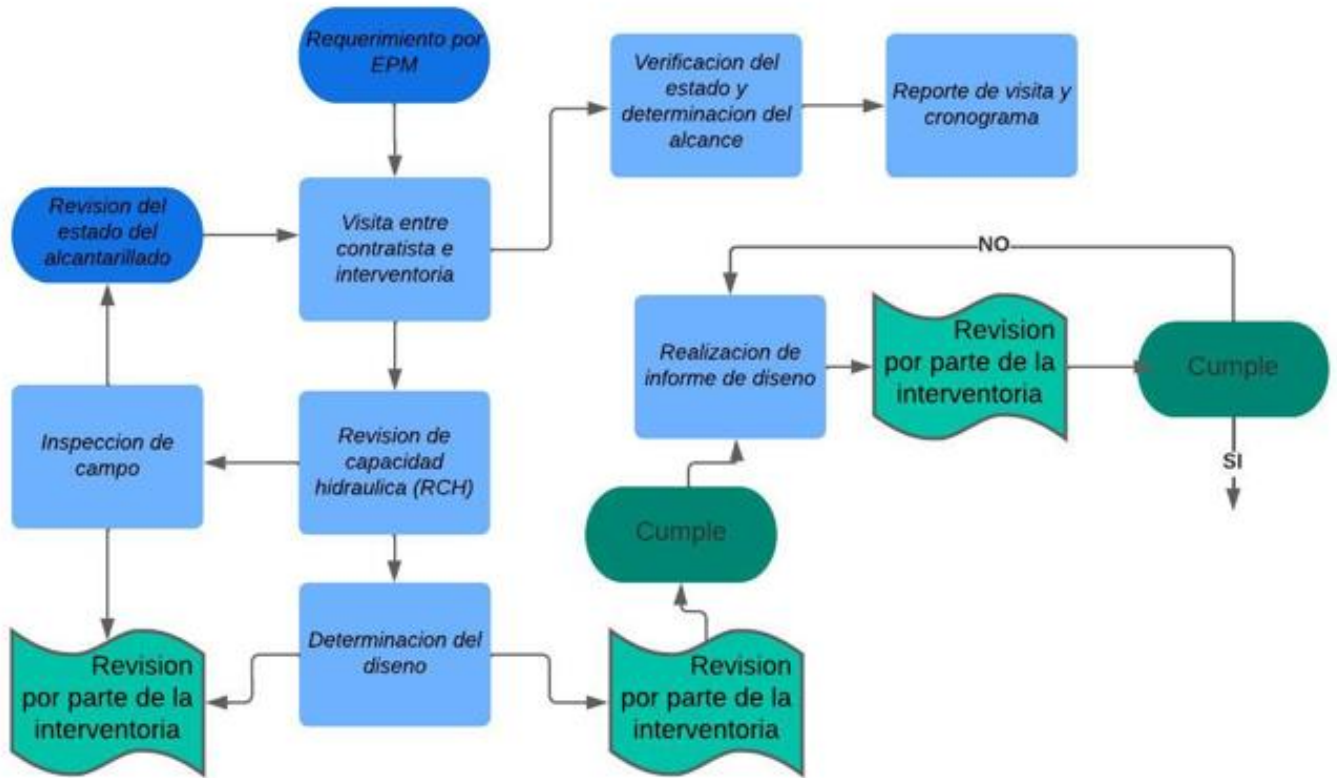 Requerimiento por
EPM
Verificacion del
estado y
determinacion del
alcance
Reporte de visita y
cronograma
Revision del
estado del
alcantarillado
Visita entre
contratista e
interventoria
NO
Realizacion de
informe de diseno
Revision
por parte de la
interventoria
Cumple
SI
Inspeccion de
campo
Revision de
capacidad
hidraulica (RCH)
Cumple
Revision
por parte de la
interventoria
Determinacion del
diseno
Revision
por parte de la
interventoria